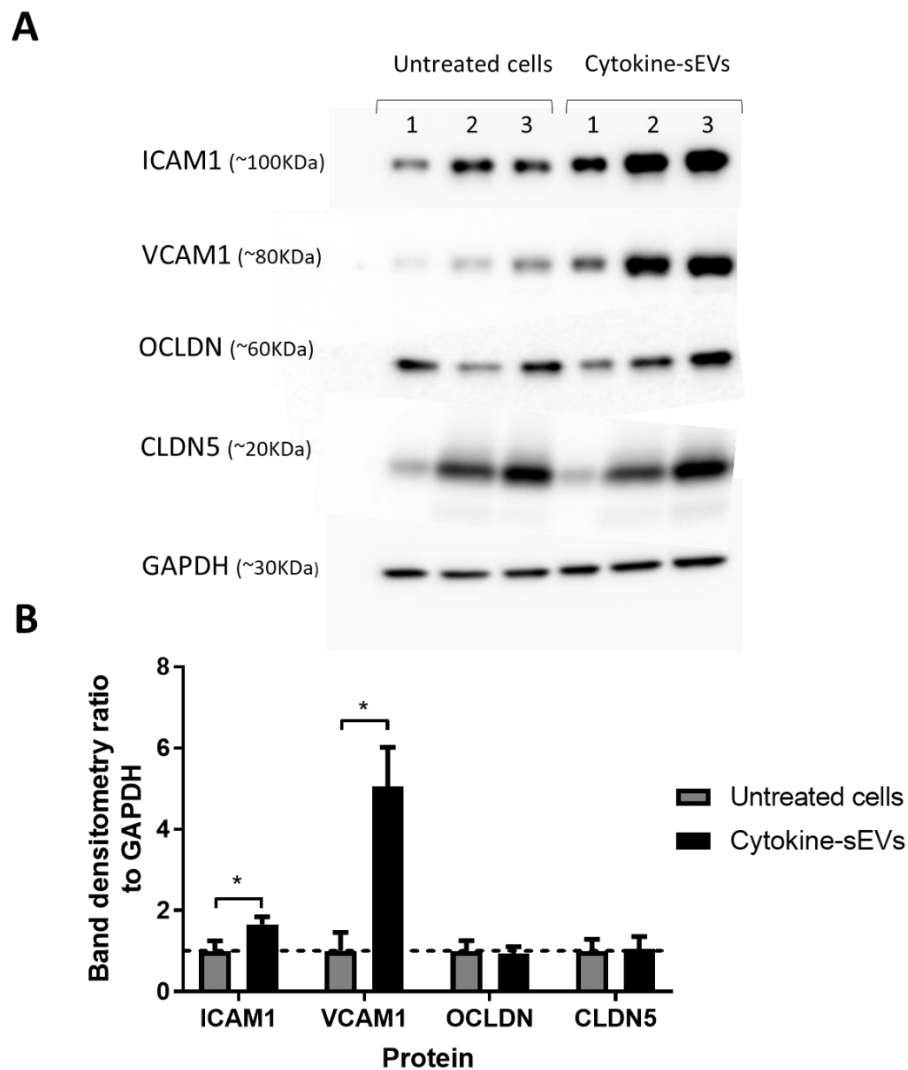 A
Untreated cells Cytokine-sEVs
1 2 3 1 2 3
ICAM1 (~100KDa)
VCAM1 (~80KDa)
OCLDN (~60KDa)
CLDN5 (~20KDa)
GAPDH (~30KDa)
B
Band densitometry ratio
to GAPDH
8
6
4
2
0
*
*
ICAM1 VCAM1 OCLDN CLDN5
Protein
Untreated cells
Cytokine-sEVs